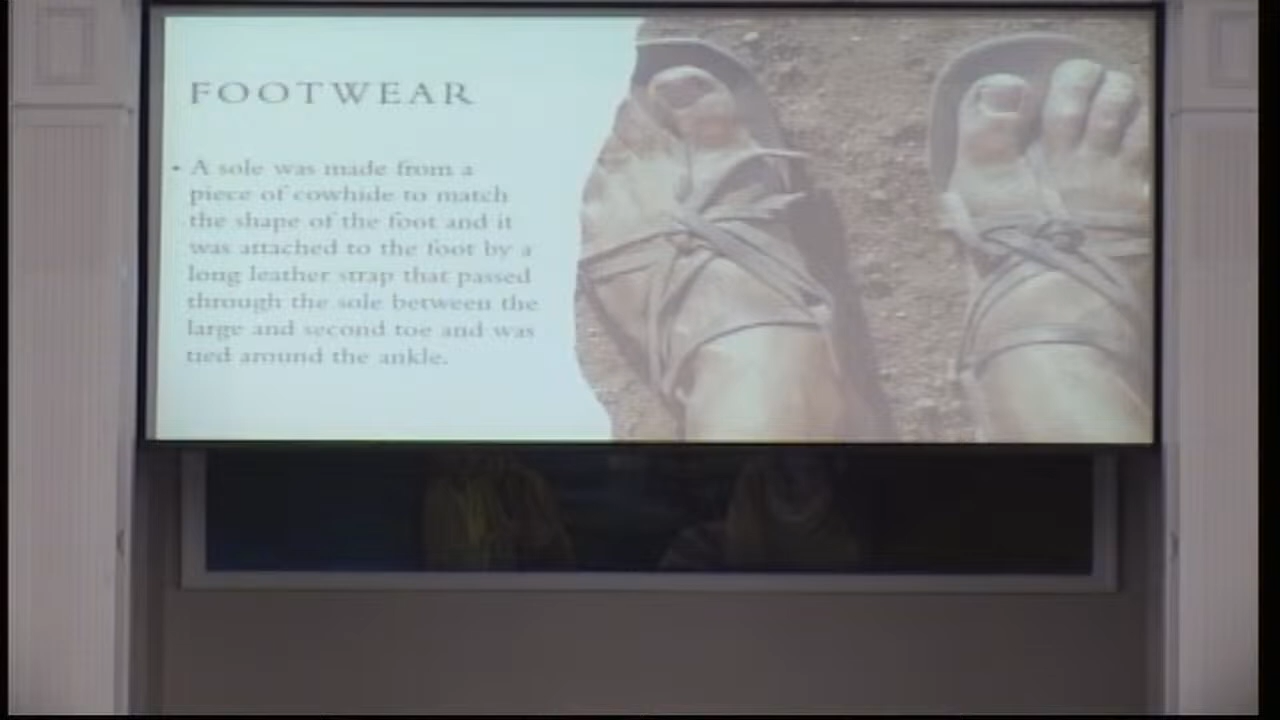 FOOTWEAR
• A sole was made from a
piece of cowhide to match
the shape of the foot and it
was attached to the foot by a
long leather strap that passed
through the sole between the
large and second toe and was
tied around the ankle.